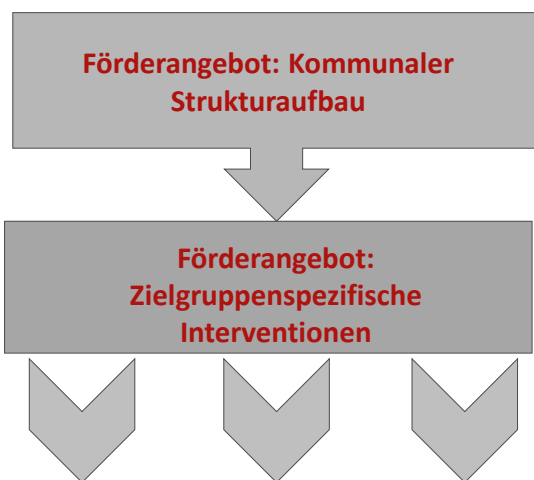 Förderangebot: Kommunaler
Strukturaufbau
Förderangebot:
Zielgruppenspezifische
Interventionen